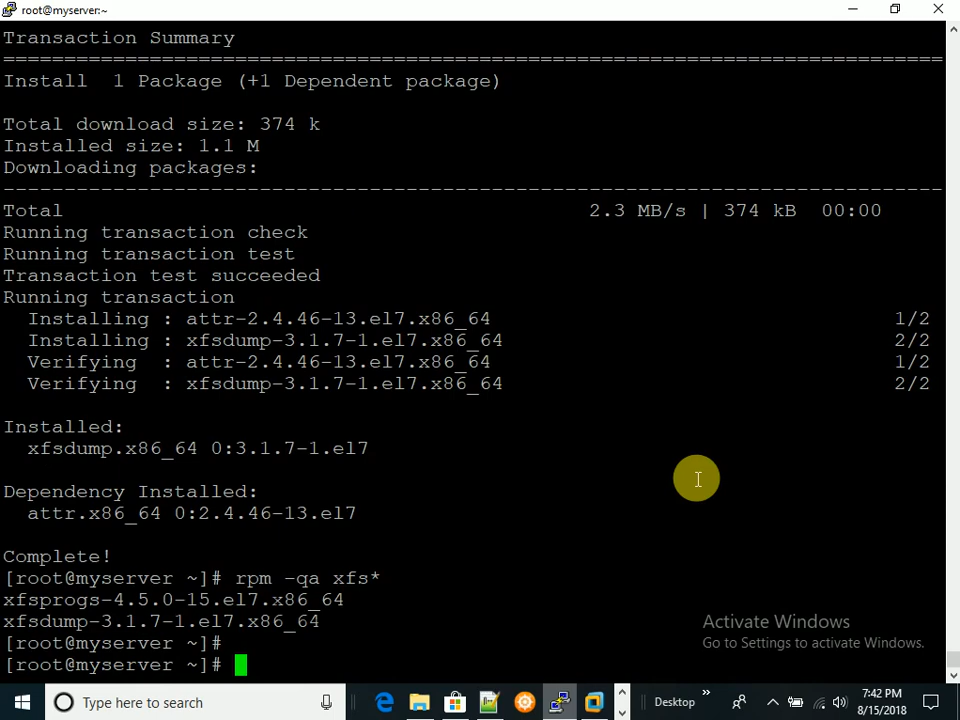 root@myserver:~
Transaction Summary
================================================================================
Install  1 Package (+1 Dependent package)
Total download size: 374 k
Installed size: 1.1 M
Downloading packages:
--------------------------------------------------------------------------------
Total                                           2.3 MB/s | 374 kB  00:00
Running transaction check
Running transaction test
Transaction test succeeded
Running transaction
  Installing : attr-2.4.46-13.el7.x86_64                                 1/2
  Installing : xfsdump-3.1.7-1.el7.x86_64                                2/2
  Verifying  : attr-2.4.46-13.el7.x86_64                                 1/2
  Verifying  : xfsdump-3.1.7-1.el7.x86_64                                2/2
Installed:
  xfsdump.x86_64 0:3.1.7-1.el7
Dependency Installed:
  attr.x86_64 0:2.4.46-13.el7
Complete!
[root@myserver ~]# rpm -qa xfs*
xfsprogs-4.5.0-15.el7.x86_64
xfsdump-3.1.7-1.el7.x86_64
[root@myserver ~]#
[root@myserver ~]#
Activate Windows
Go to Settings to activate Windows.
Type here to search
Desktop
7:42 PM
8/15/2018